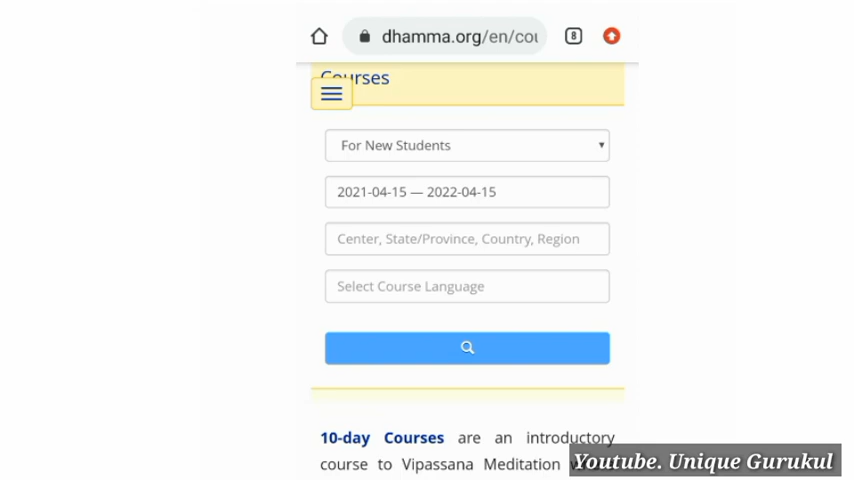 dhamma.org/en/cou
8
Courses
For New Students
2021-04-15 — 2022-04-15
Center, State/Province, Country, Region
Select Course Language
10-day Courses are an introductory
course to Vipassana Meditation
Youtube. Unique Gurukul